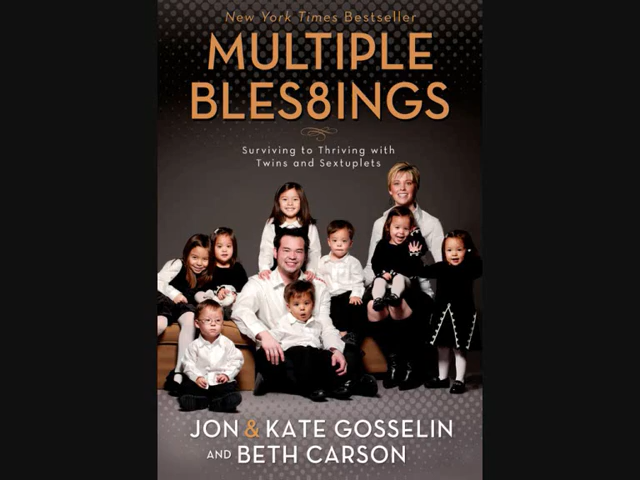 New York Times Bestseller
MULTIPLE
BLES8INGS
Surviving to Thriving with
Twins and Sextuplets
JON & KATE GOSSELIN
AND BETH CARSON